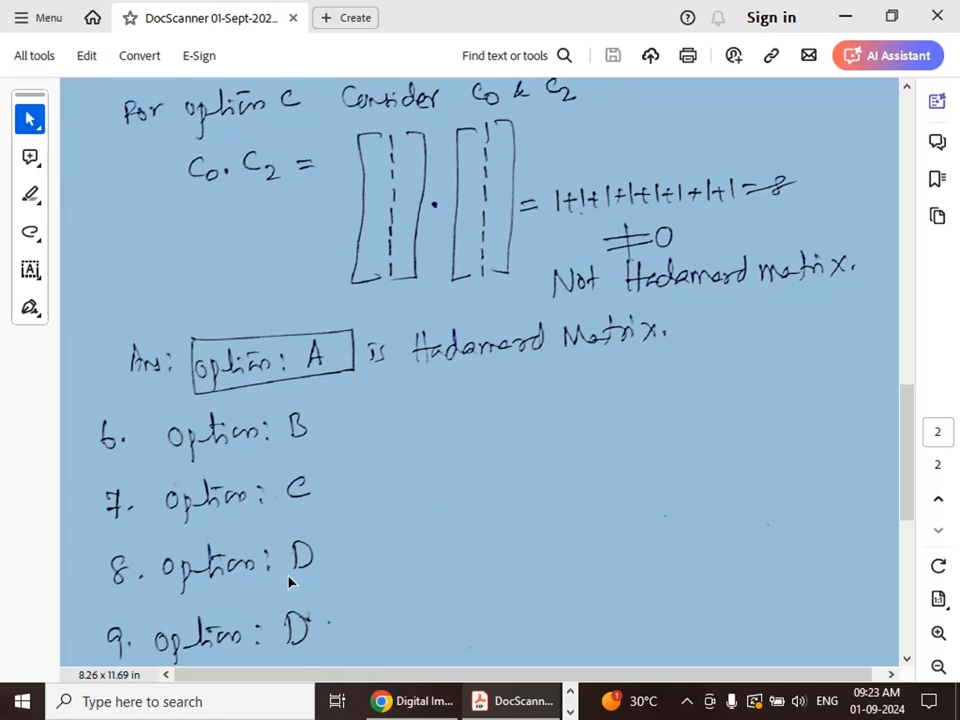 Menu
DocScanner 01-Sept-202...
Create
Sign in
All tools
Edit
Convert
E-Sign
Find text or tools
AI Assistant
For option C Consider C0 & C2
C0 . C2 = [ ] . [ ] = 1+1+1+1+1+1+1+1 = 8
≠ 0
Not Hadamard matrix.
Ans: option: A is Hadamard Matrix.
6. option: B
7. option: C
8. option: D
9. option: D
2
2
1:1
8.26 x 11.69 in
Type here to search
Digital Im...
DocScann...
1
30°C
ENG
09:23 AM
01-09-2024